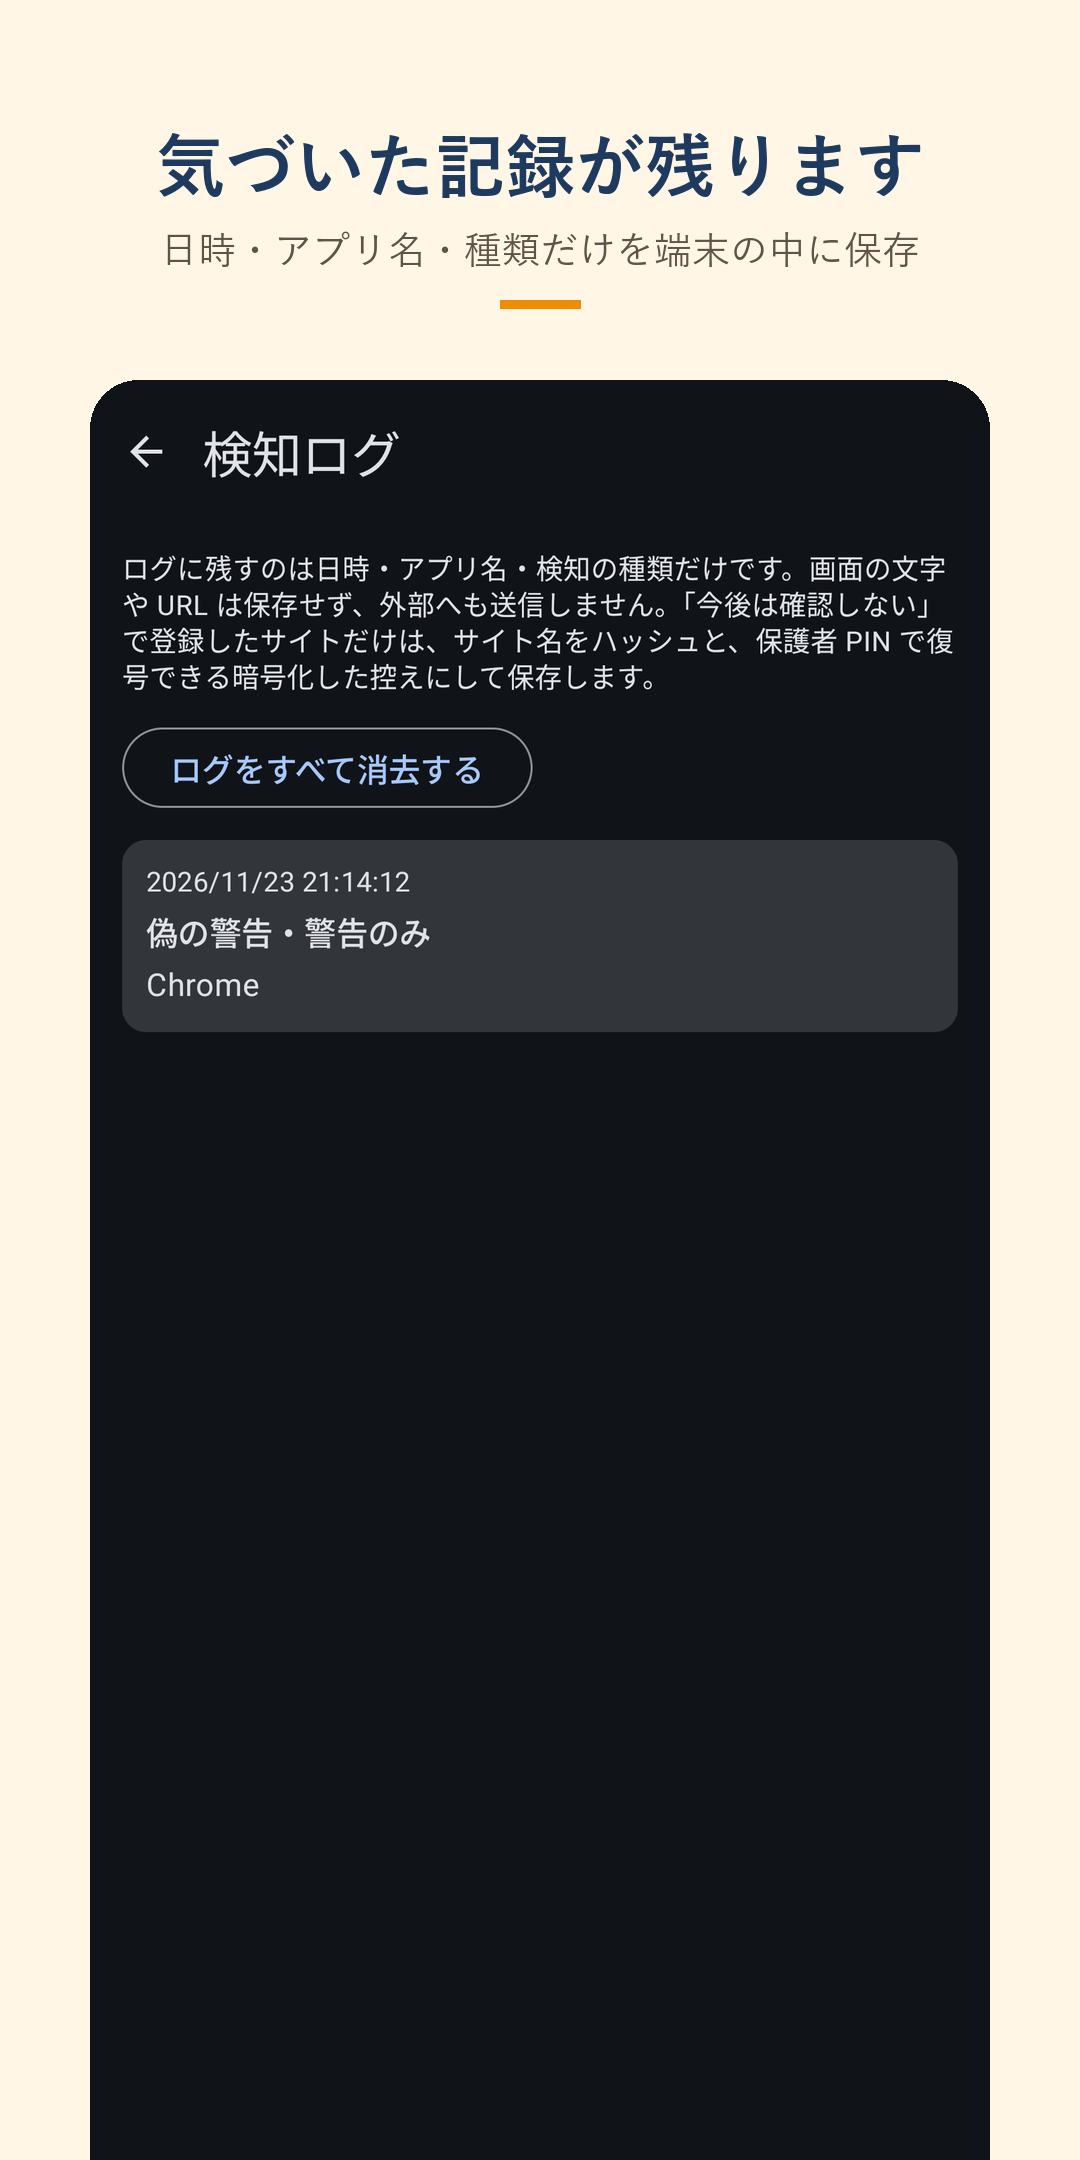 気づいた記録が残ります
日時・アプリ名・種類だけを端末の中に保存
検知ログ
ログに残すのは日時・アプリ名・検知の種類だけです。画面の文字
や URL は保存せず、外部へも送信しません。「今後は確認しない」
で登録したサイトだけは、サイト名をハッシュと、保護者 PIN で復
号できる暗号化した控えにして保存します。
ログをすべて消去する
2026/11/23 21:14:12
偽の警告・警告のみ
Chrome